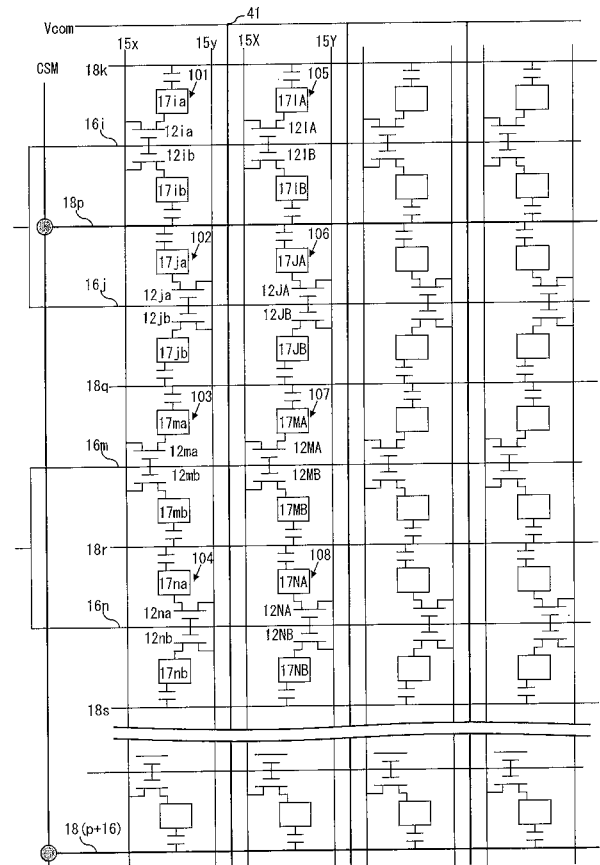 Vcom 41
15x 15y 15X 15Y
CSM 18k 101 105
17ia 17IA
16i 12ia 12IA
12ib 12IB
17ib 17IB
18p
102 106
17ja 17JA
16j 12ja 12JA
12jb 12JB
17jb 17JB
18q 103 107
17ma 17MA
16m 12ma 12MA
12mb 12MB
17mb 17MB
18r 104 108
17na 17NA
16n 12na 12NA
12nb 12NB
17nb 17NB
18s
18(p+16)